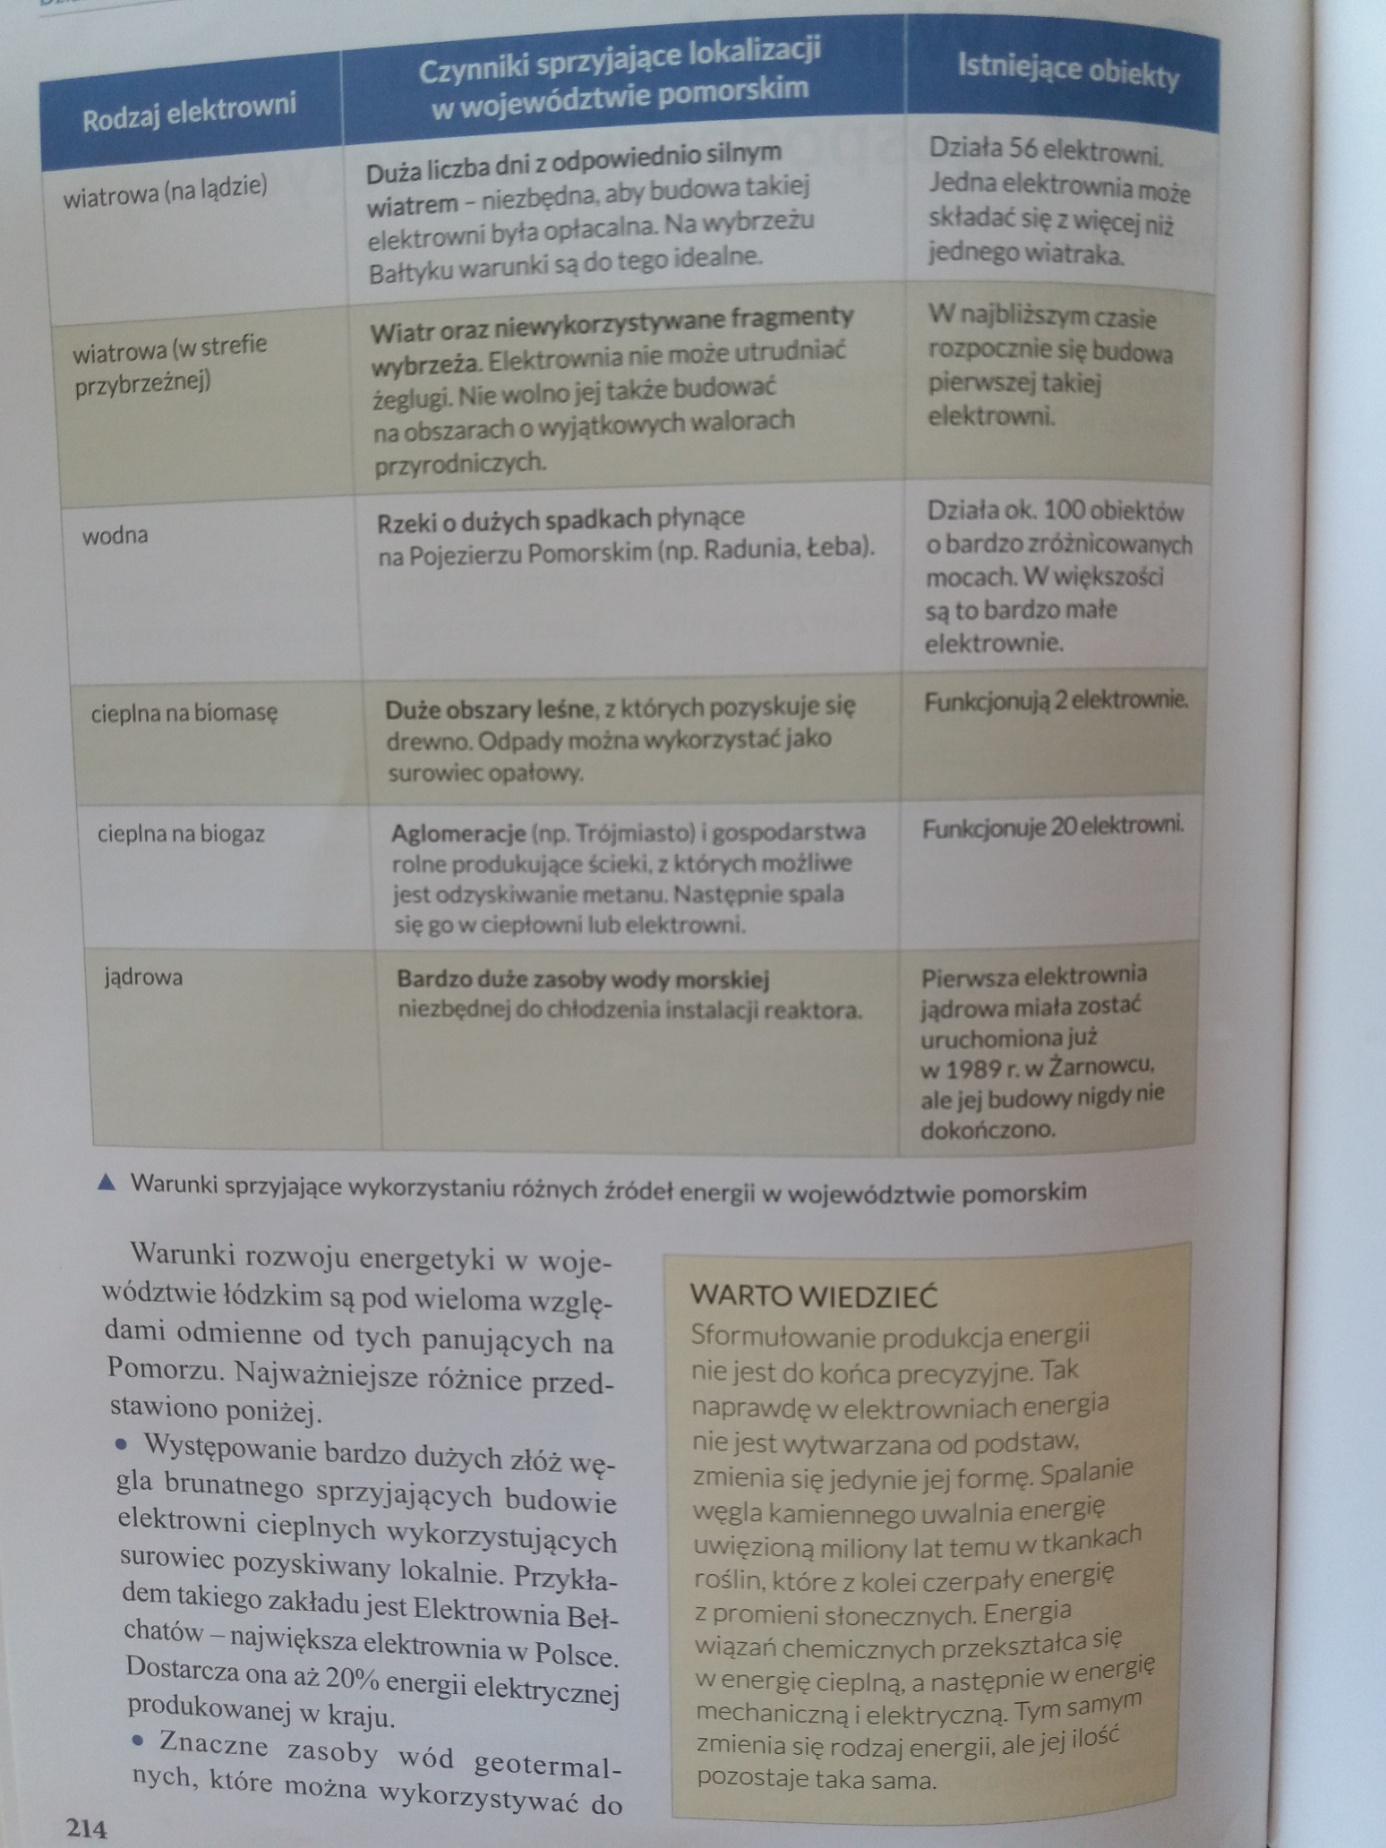 Rodzaj elektrowni
Czynniki sprzyjające lokalizacji
w województwie pomorskim
Istniejące obiekty
wiatrowa (na lądzie)
Duża liczba dni z odpowiednio silnym
wiatrem – niezbędna, aby budowa takiej
elektrowni była opłacalna. Na wybrzeżu
Bałtyku warunki są do tego idealne.
Działa 56 elektrowni.
Jedna elektrownia może
składać się z więcej niż
jednego wiatraka.
wiatrowa (w strefie
przybrzeżnej)
Wiatr oraz niewykorzystywane fragmenty
wybrzeża. Elektrownia nie może utrudniać
żeglugi. Nie wolno jej także budować
na obszarach o wyjątkowych walorach
przyrodniczych.
W najbliższym czasie
rozpocznie się budowa
pierwszej takiej
elektrowni.
wodna
Rzeki o dużych spadkach płynące
na Pojezierzu Pomorskim (np. Radunia, Łeba).
Działa ok. 100 obiektów
o bardzo zróżnicowanych
mocach. W większości
są to bardzo małe
elektrownie.
cieplna na biomasę
Duże obszary leśne, z których pozyskuje się
drewno. Odpady można wykorzystać jako
surowiec opałowy.
Funkcjonują 2 elektrownie.
cieplna na biogaz
Aglomeracje (np. Trójmiasto) i gospodarstwa
rolne produkujące ścieki, z których możliwe
jest odzyskiwanie metanu. Następnie spala
się go w ciepłowni lub elektrowni.
Funkcjonuje 20 elektrowni.
jądrowa
Bardzo duże zasoby wody morskiej
niezbędnej do chłodzenia instalacji reaktora.
Pierwsza elektrownia
jądrowa miała zostać
uruchomiona już
w 1989 r. w Żarnowcu,
ale jej budowy nigdy nie
dokończono.
▲ Warunki sprzyjające wykorzystaniu różnych źródeł energii w województwie pomorskim
Warunki rozwoju energetyki w woje-
wództwie łódzkim są pod wieloma wzglę-
dami odmienne od tych panujących na
Pomorzu. Najważniejsze różnice przed-
stawiono poniżej.
• Występowanie bardzo dużych złóż wę-
gla brunatnego sprzyjających budowie
elektrowni cieplnych wykorzystujących
surowiec pozyskiwany lokalnie. Przykła-
dem takiego zakładu jest Elektrownia Beł-
chatów – największa elektrownia w Polsce.
Dostarcza ona aż 20% energii elektrycznej
produkowanej w kraju.
• Znaczne zasoby wód geotermal-
nych, które można wykorzystywać do
WARTO WIEDZIEĆ
Sformułowanie produkcja energii
nie jest do końca precyzyjne. Tak
naprawdę w elektrowniach energia
nie jest wytwarzana od podstaw,
zmienia się jedynie jej formę. Spalanie
węgla kamiennego uwalnia energię
uwięzioną miliony lat temu w tkankach
roślin, które z kolei czerpały energię
z promieni słonecznych. Energia
wiązań chemicznych przekształca się
w energię cieplną, a następnie w energię
mechaniczną i elektryczną. Tym samym
zmienia się rodzaj energii, ale jej ilość
pozostaje taka sama.
214